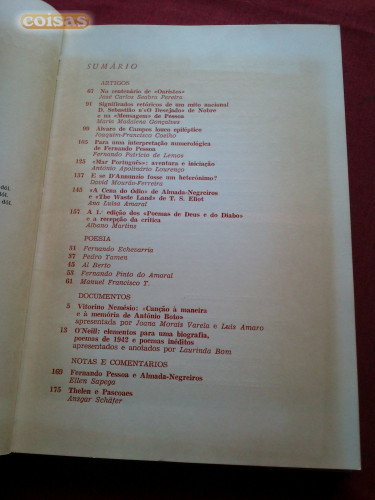 coisas
SUMÁRIO
ARTIGOS
67 No centenário de
José Carlos Seabra Pereira
91 Significados retóricos de um mito nacional
D. Sebastião n'«O Desejado» de Nobre
e na «Mensagem» de Pessoa
Maria Madalena Gonçalves
99 Álvaro de Campos louco epiléptico
Joaquim-Francisco Coelho
105 Para uma interpretação numerológica
de Fernando Pessoa
Fernando Patrício de Lemos
125 «Mar Português»: aventura e iniciação
António Apolinário Lourenço
137 E se D'Annunzio fosse um heterónimo?
David Mourão-Ferreira
145 «A Cena do Ódio» de Almada-Negreiros
e «The Waste Land» de T. S. Eliot
Ana Luísa Amaral
157 A 1.ª edição dos «Poemas de Deus e do Diabo»
e a recepção da crítica
Albano Martins
POESIA
31 Fernando Echevarría
37 Pedro Tamen
45 Al Berto
53 Fernando Pinto do Amaral
61 Manuel Francisco T.
DOCUMENTOS
5 Vitorino Nemésio: «Canção à maneira
e à memória de António Boto»
apresentada por Joana Morais Varela e Luís Amaro
13 O'Neill: elementos para uma biografia,
poemas de 1942 e poemas inéditos
apresentados e anotados por Laurinda Bom
NOTAS E COMENTÁRIOS
169 Fernando Pessoa e Almada-Negreiros
Ellen Sapega
175 Thelen e Pascoaes
Ansgar Schäfer